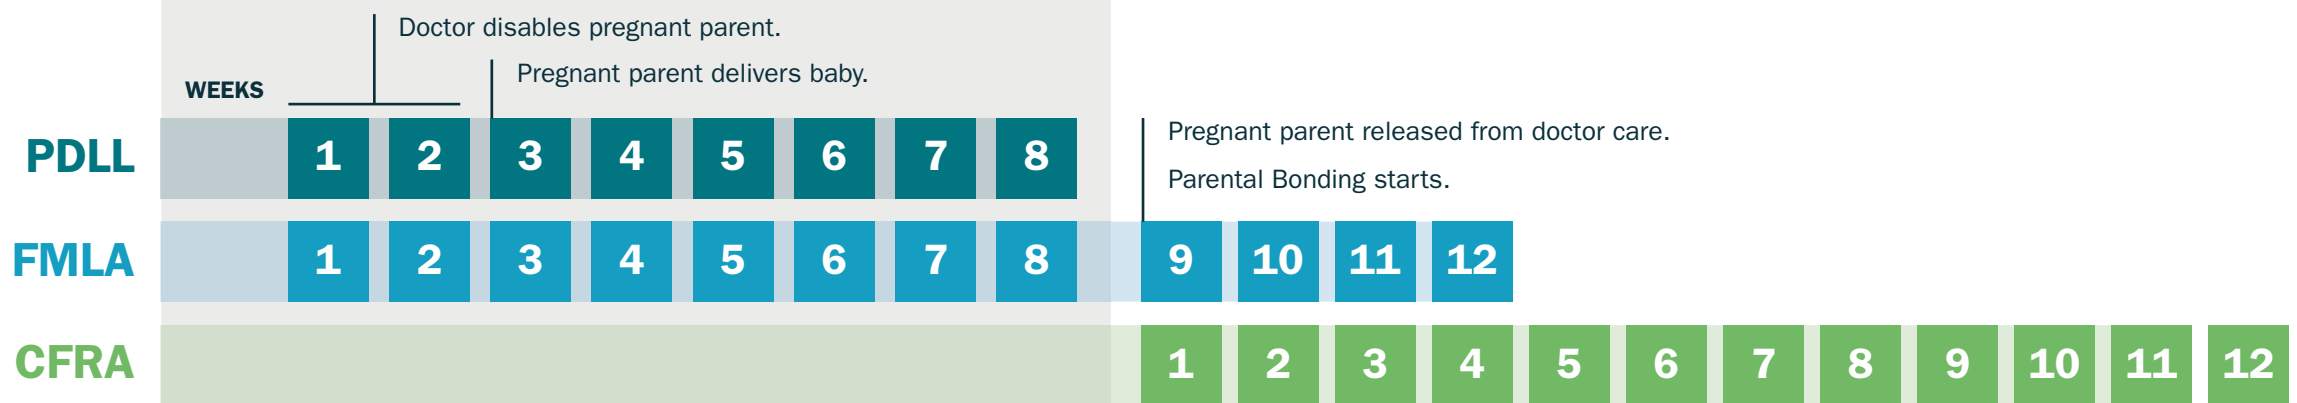 Doctor disables pregnant parent.
Pregnant parent delivers baby.
WEEKS
Pregnant parent released from doctor care.
Parental Bonding starts.
PDLL 1 2 3 4 5 6 7 8
FMLA 1 2 3 4 5 6 7 8 9 10 11 12
CFRA 1 2 3 4 5 6 7 8 9 10 11 12